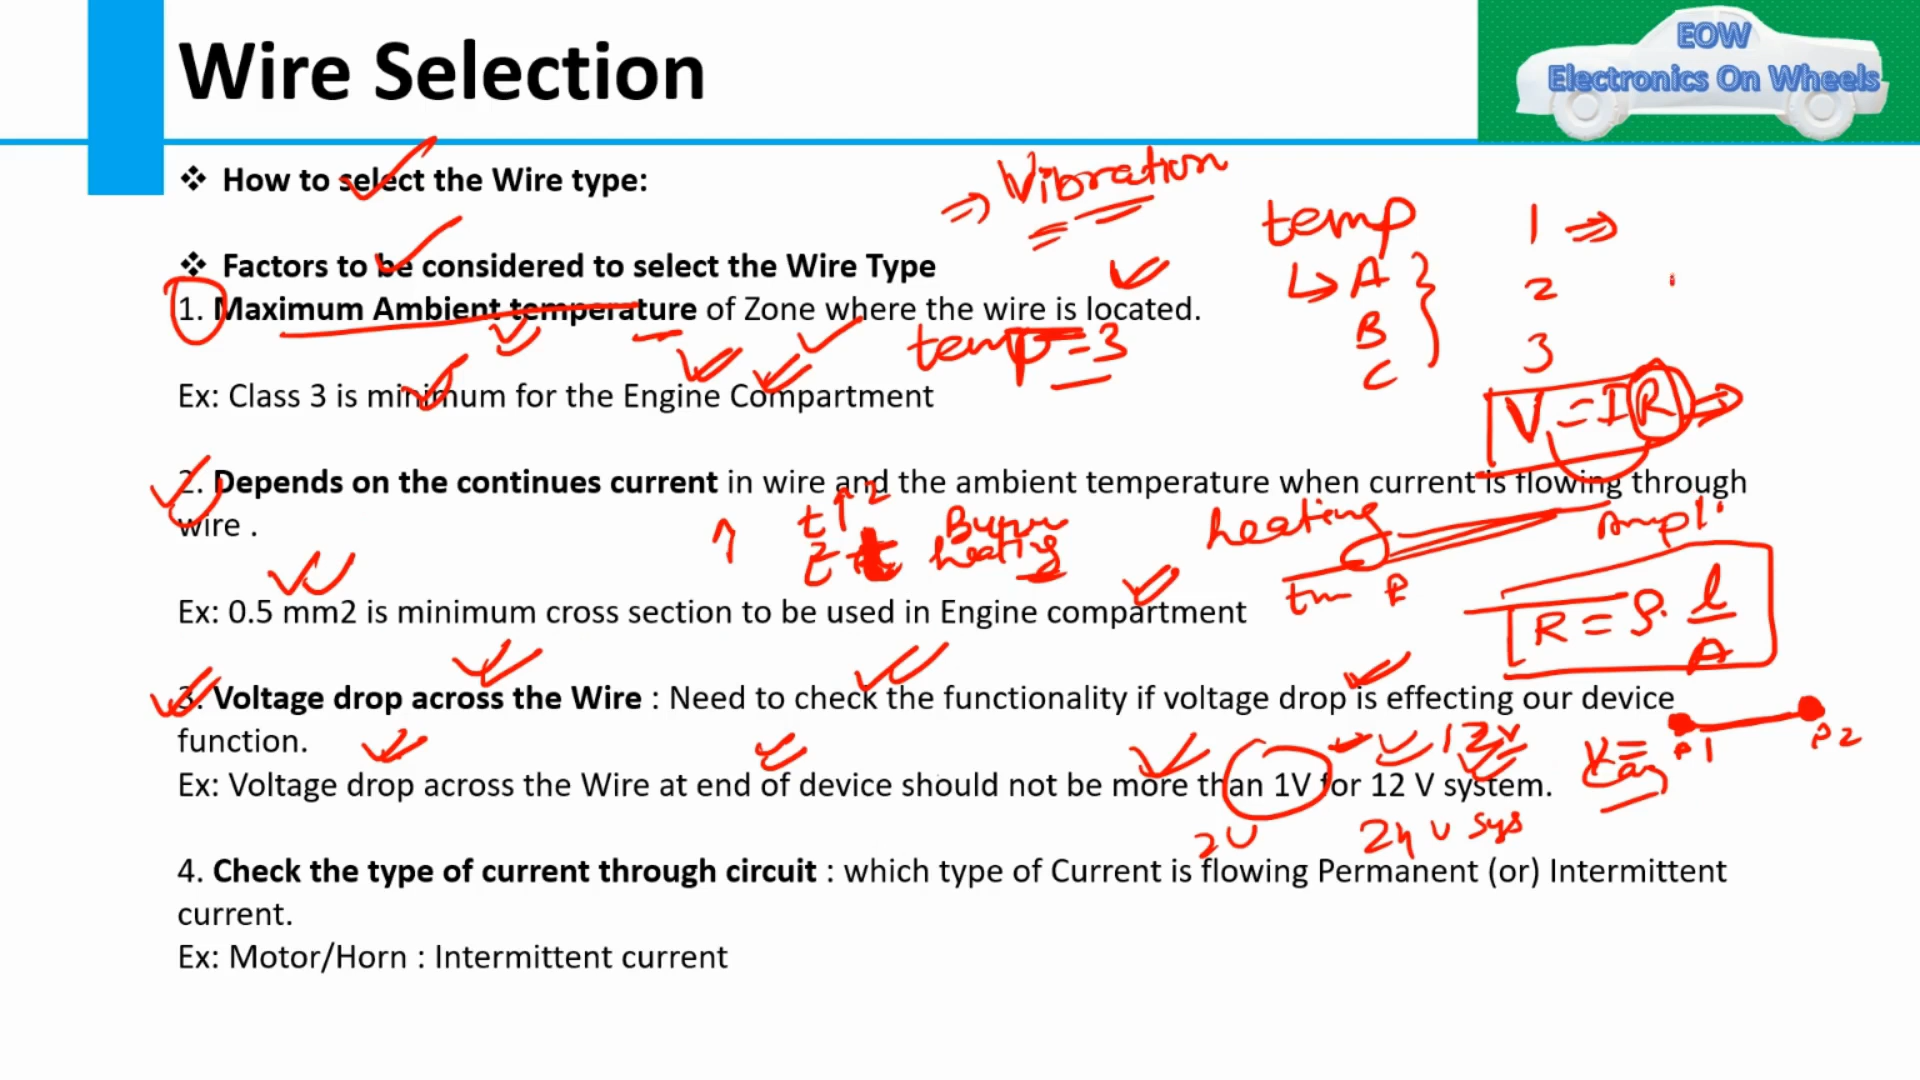 Wire Selection
EOW
Electronics On Wheels
❖ How to select the Wire type:
⇒ Vibration
temp 1 ⇒
❖ Factors to be considered to select the Wire Type
A 2
1. Maximum Ambient temperature of Zone where the wire is located.
B
temp = 3
3
C
Ex: Class 3 is minimum for the Engine Compartment
V = IR ⇒
2. Depends on the continues current in wire and the ambient temperature when current is flowing through
wire .
heating
heating
Ex: 0.5 mm2 is minimum cross section to be used in Engine compartment
R = ρ. l/A
3. Voltage drop across the Wire : Need to check the functionality if voltage drop is effecting our device
function.
12V
P1 P2
Ex: Voltage drop across the Wire at end of device should not be more than 1V for 12 V system.
2V 24 V sys
4. Check the type of current through circuit : which type of Current is flowing Permanent (or) Intermittent
current.
Ex: Motor/Horn : Intermittent current